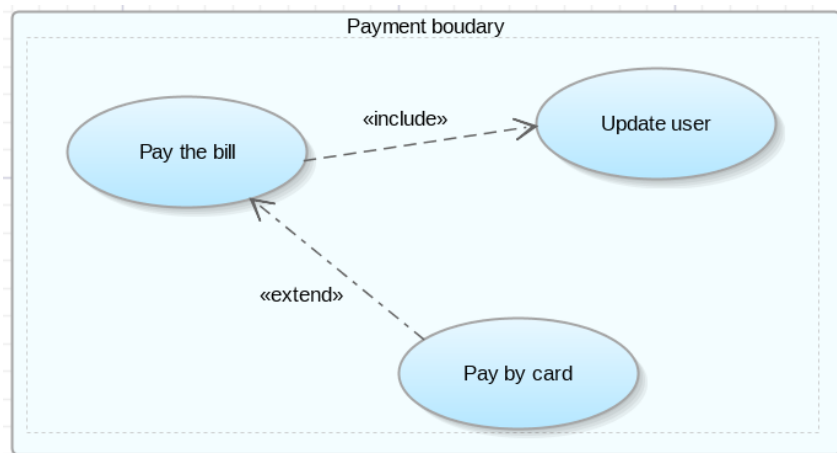 Payment boudary
«include»
Update user
Pay the bill
«extend»
Pay by card